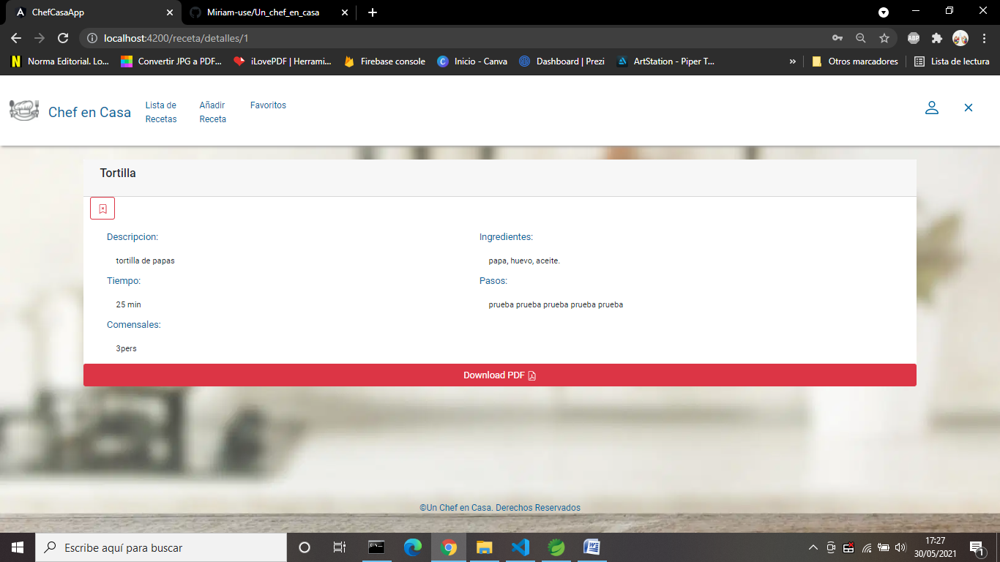 ChefCasaApp
Miriam-use/Un_chef_en_casa
localhost:4200/receta/detalles/1
ABP
N Norma Editorial. Lo...
Convertir JPG a PDF...
iLovePDF | Herrami...
Firebase console
Inicio - Canva
Dashboard | Prezi
ArtStation - Piper T...
»
Otros marcadores
Lista de lectura
Chef en Casa
Lista de
Recetas
Añadir
Receta
Favoritos
Tortilla
Descripcion:
tortilla de papas
Tiempo:
25 min
Comensales:
3pers
Ingredientes:
papa, huevo, aceite.
Pasos:
prueba prueba prueba prueba prueba
Download PDF
©Un Chef en Casa. Derechos Reservados
Escribe aquí para buscar
17:27
30/05/2021
1